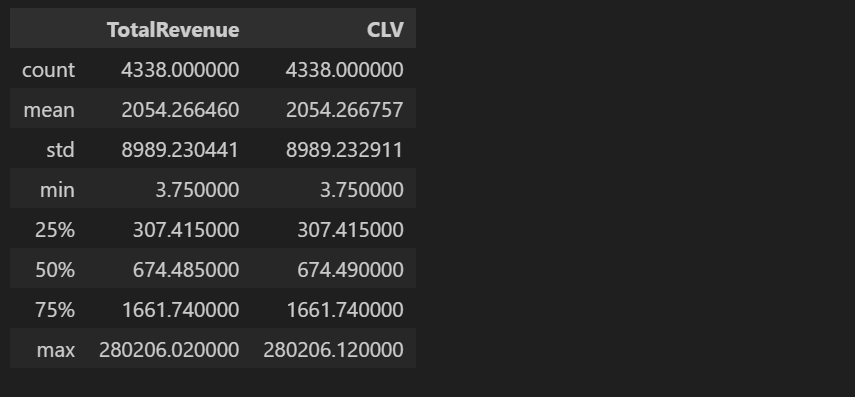 TotalRevenue CLV
count 4338.000000 4338.000000
mean 2054.266460 2054.266757
std 8989.230441 8989.232911
min 3.750000 3.750000
25% 307.415000 307.415000
50% 674.485000 674.490000
75% 1661.740000 1661.740000
max 280206.020000 280206.120000